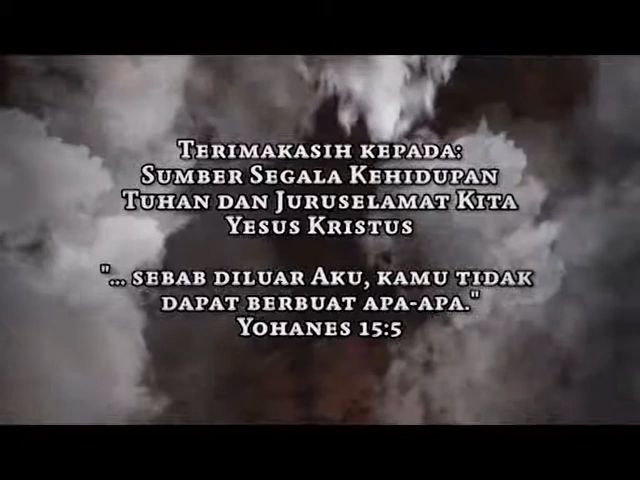 Terimakasih kepada:
Sumber Segala Kehidupan
Tuhan dan Juruselamat Kita
Yesus Kristus
"... sebab diluar Aku, kamu tidak
dapat berbuat apa-apa."
Yohanes 15:5